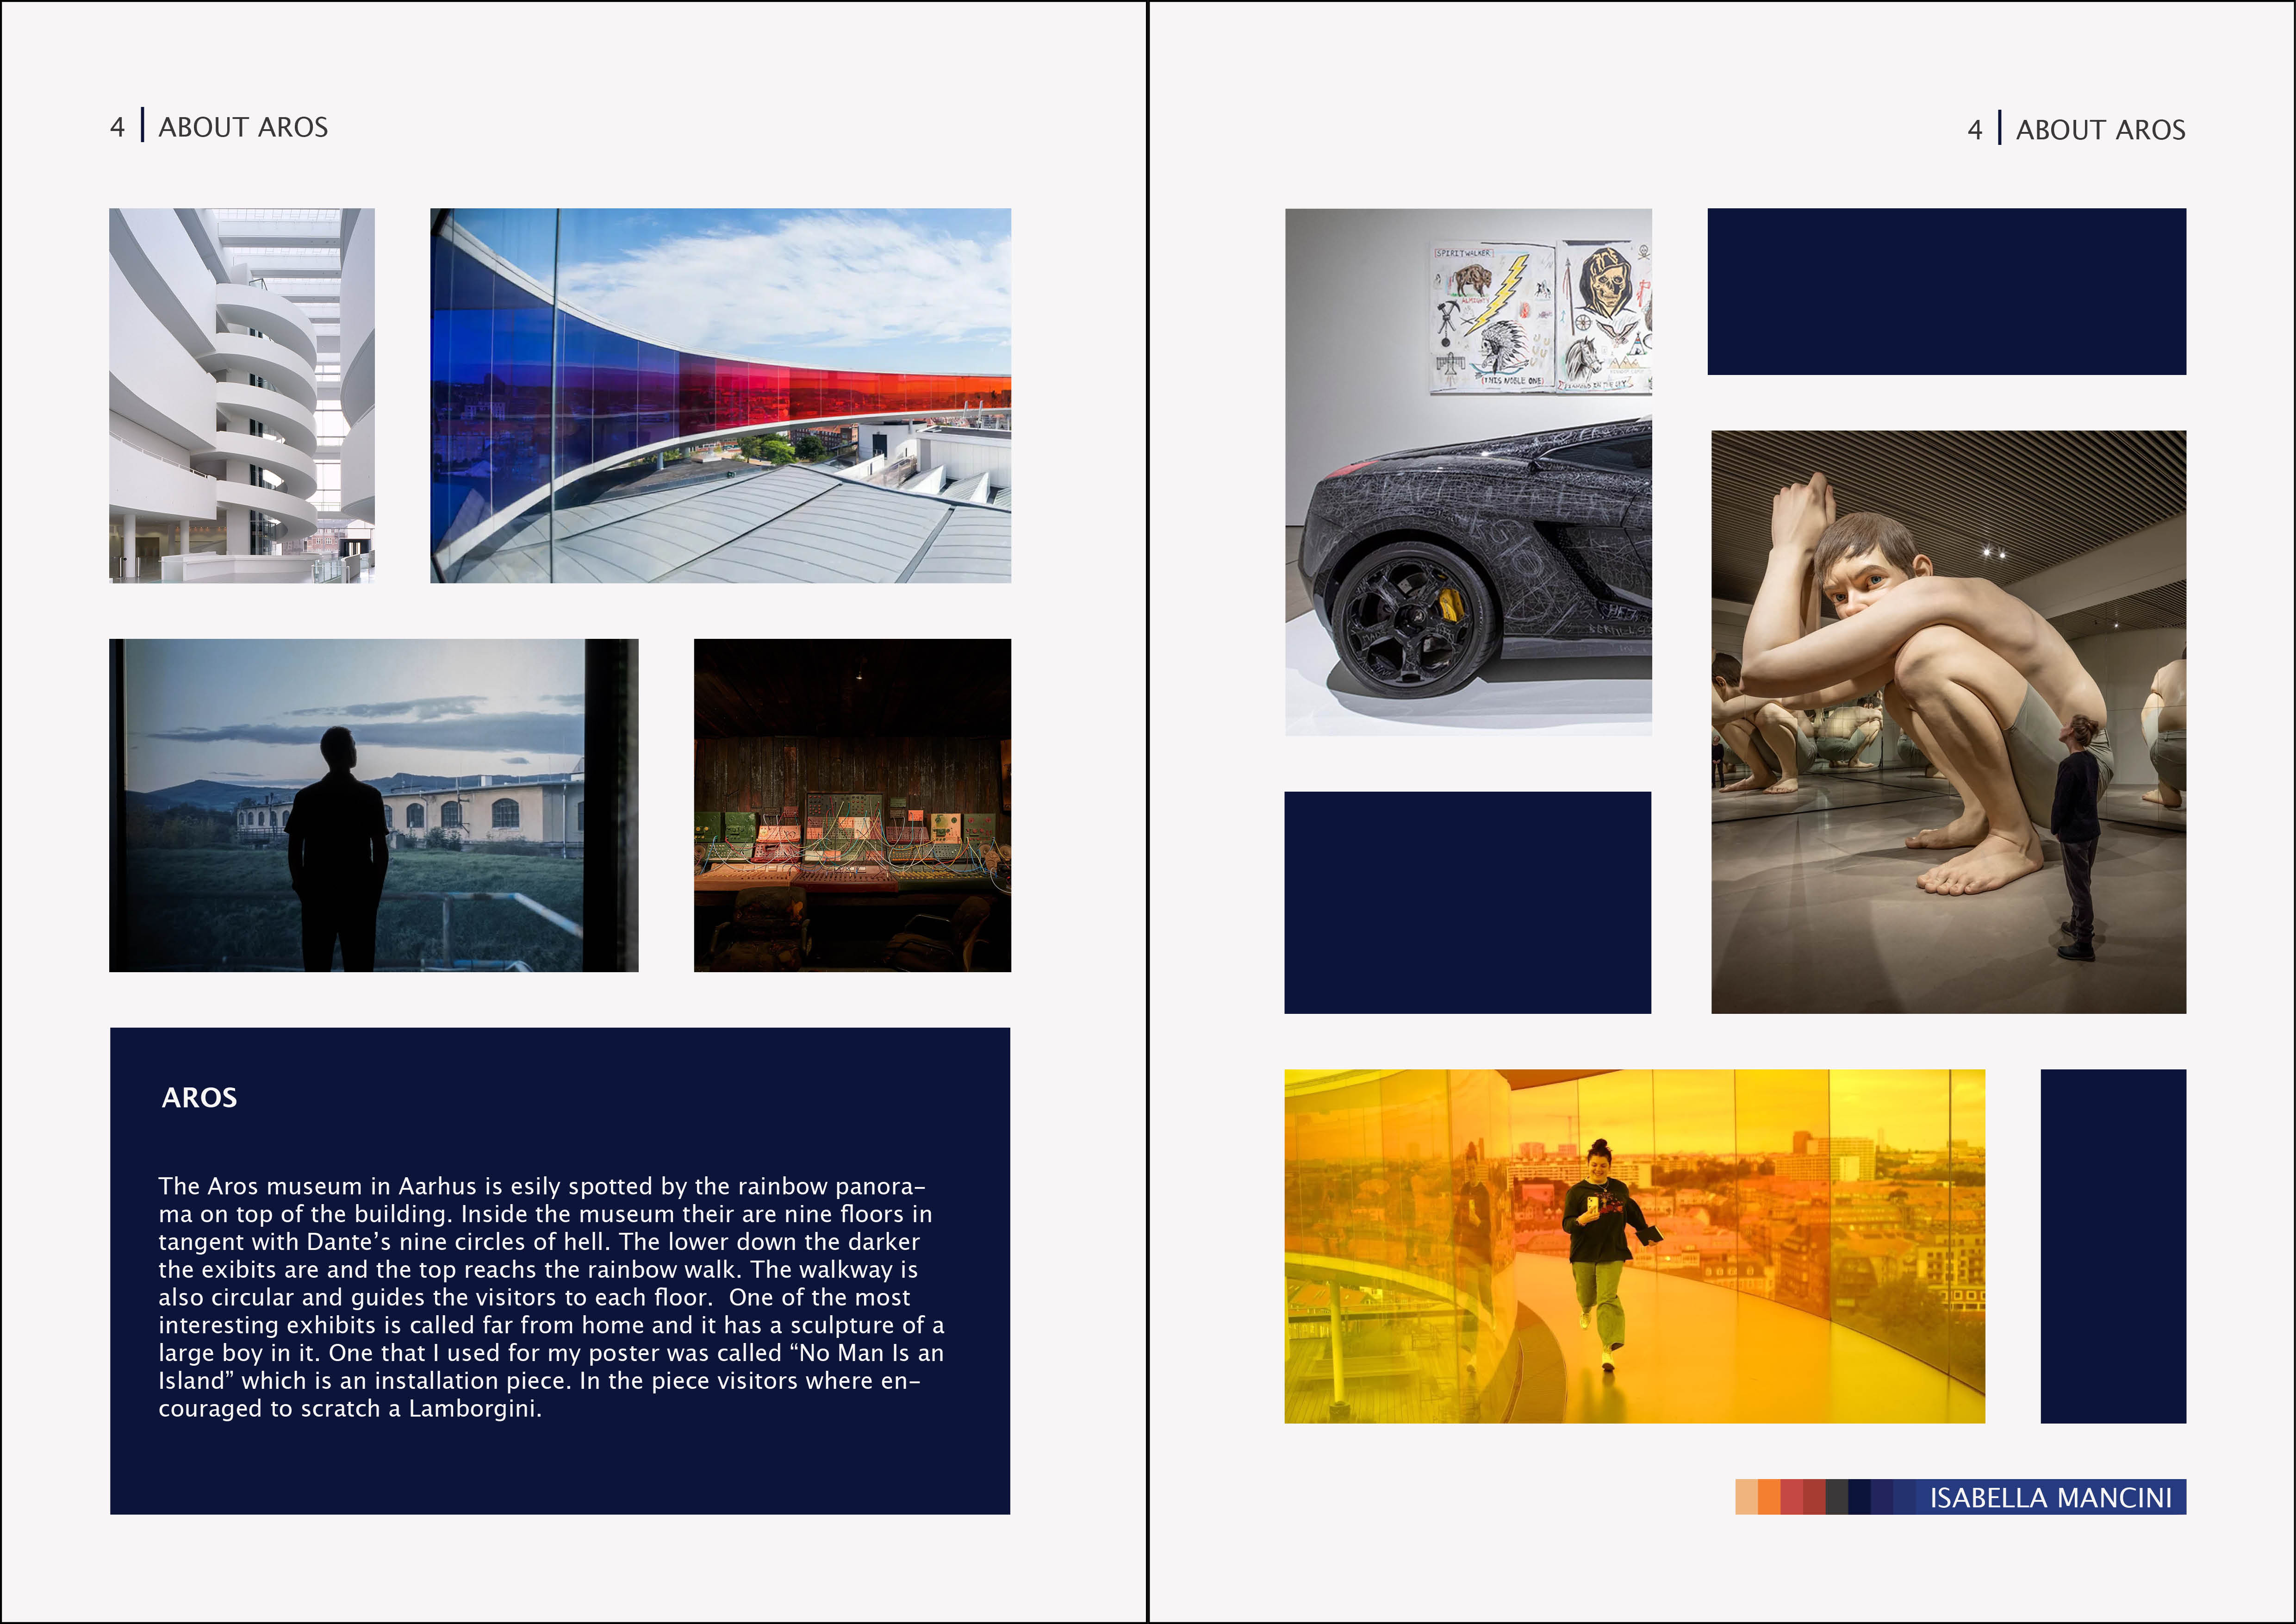 4 | ABOUT AROS
AROS
The Aros museum in Aarhus is esily spotted by the rainbow panora-
ma on top of the building. Inside the museum their are nine floors in
tangent with Dante’s nine circles of hell. The lower down the darker
the exibits are and the top reachs the rainbow walk. The walkway is
also circular and guides the visitors to each floor.  One of the most
interesting exhibits is called far from home and it has a sculpture of a
large boy in it. One that I used for my poster was called “No Man Is an
Island” which is an installation piece. In the piece visitors where en-
couraged to scratch a Lamborgini.
4 | ABOUT AROS
SPIRITWALKER
ALMIGHTY
(THIS NOBLE ONE)
ISABELLA MANCINI